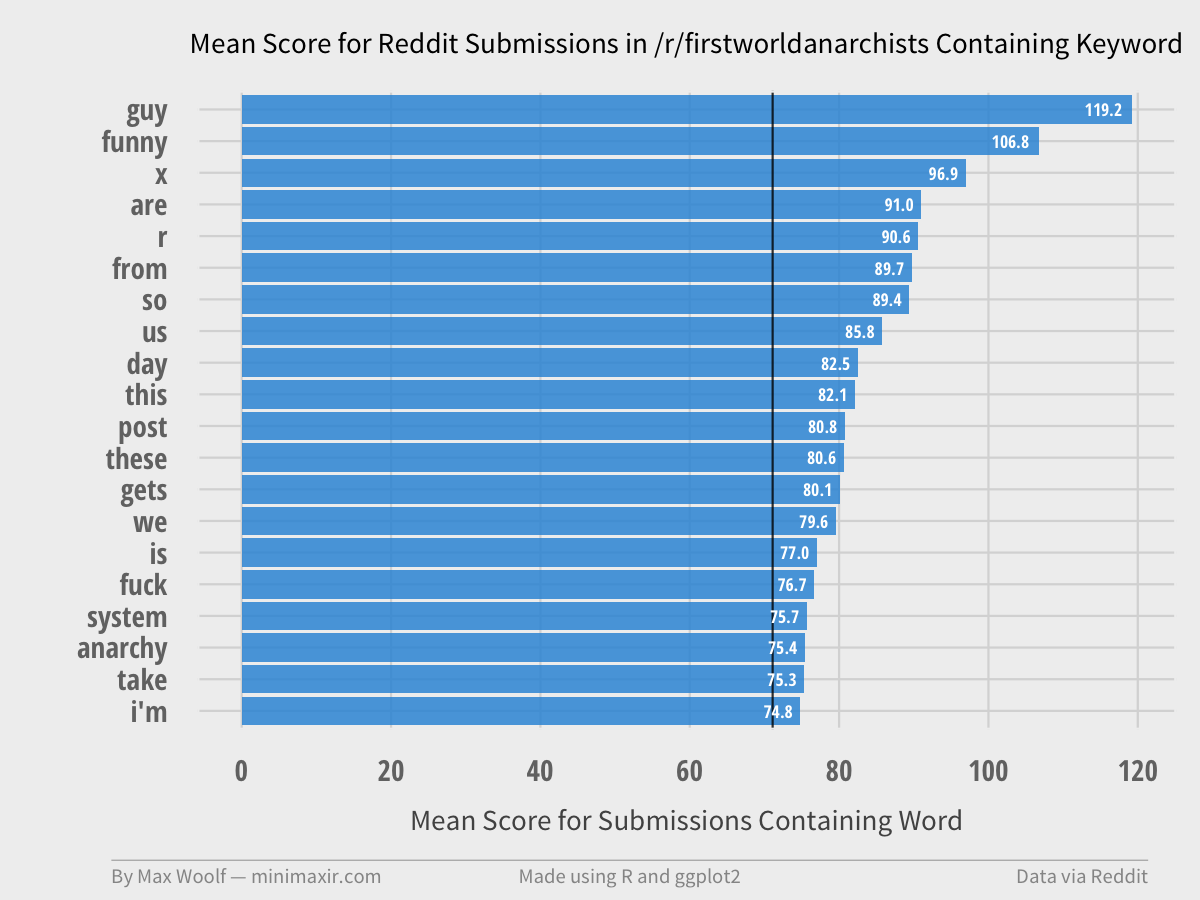 Mean Score for Reddit Submissions in /r/firstworldanarchists Containing Keyword
guy 119.2
funny 106.8
x 96.9
are 91.0
r 90.6
from 89.7
so 89.4
us 85.8
day 82.5
this 82.1
post 80.8
these 80.6
gets 80.1
we 79.6
is 77.0
fuck 76.7
system 75.7
anarchy 75.4
take 75.3
i'm 74.8
0 20 40 60 80 100 120
Mean Score for Submissions Containing Word
By Max Woolf — minimaxir.com Made using R and ggplot2 Data via Reddit